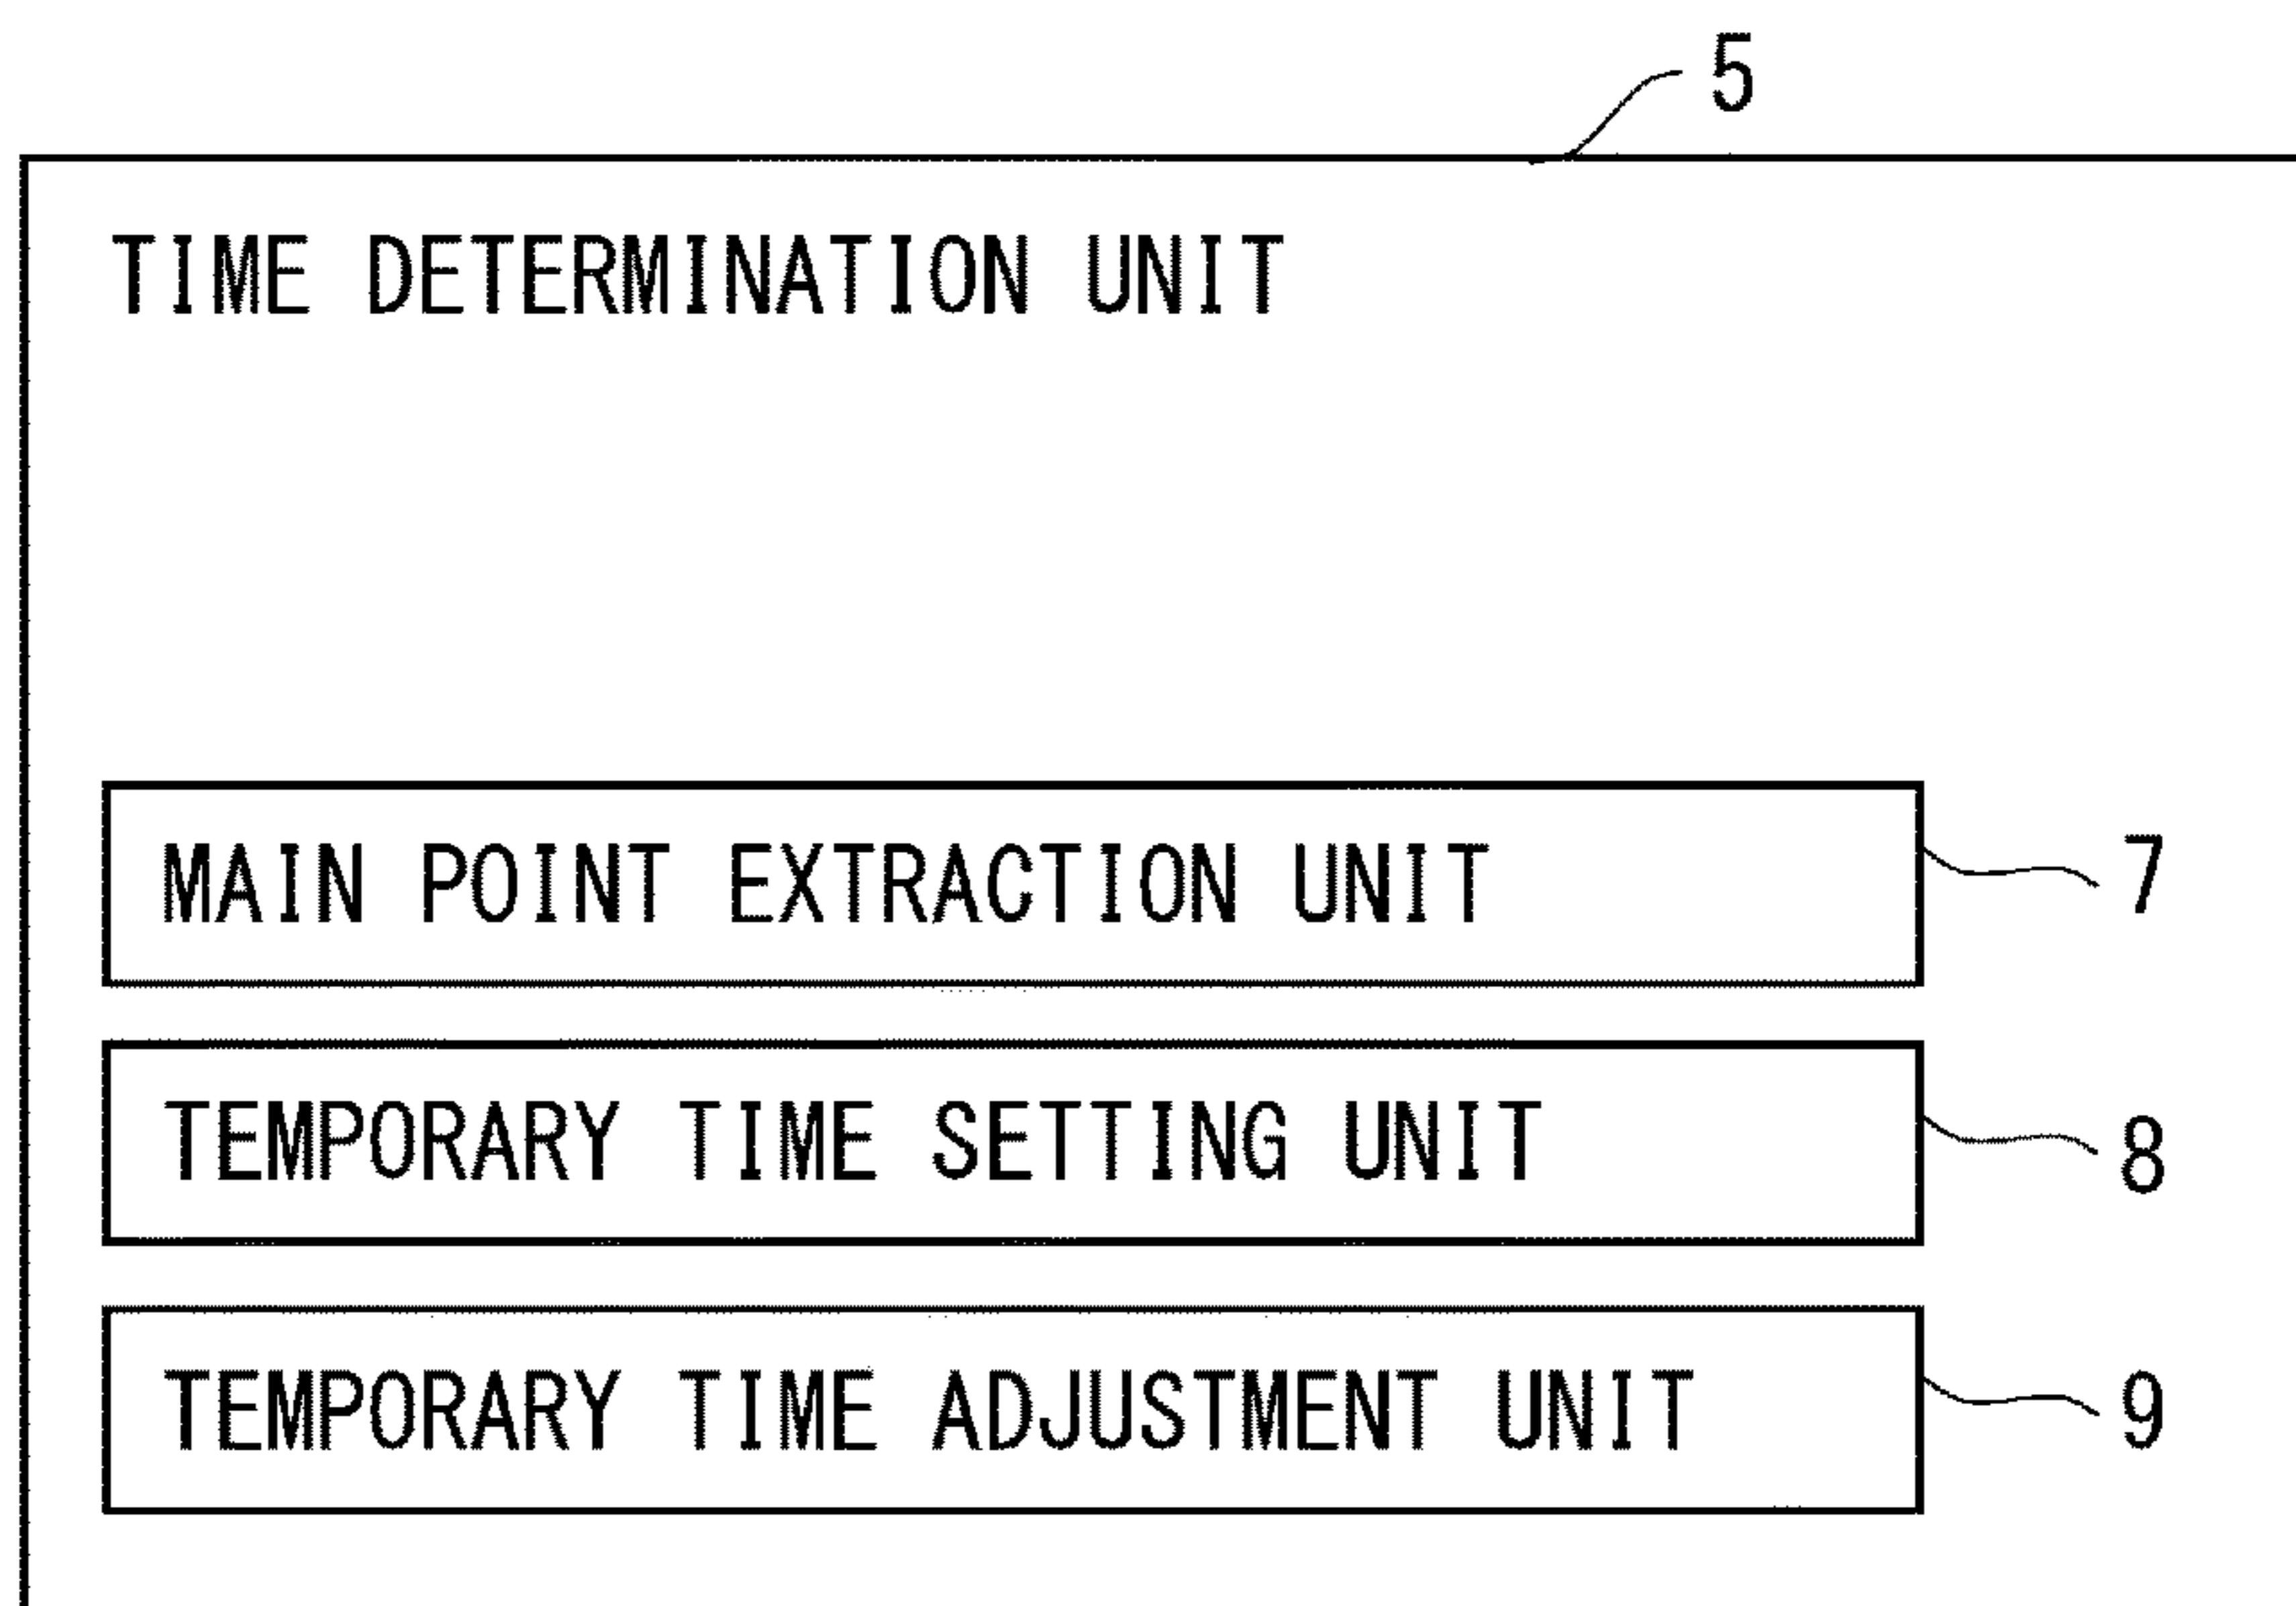 5
TIME DETERMINATION UNIT
MAIN POINT EXTRACTION UNIT 7
TEMPORARY TIME SETTING UNIT 8
TEMPORARY TIME ADJUSTMENT UNIT 9